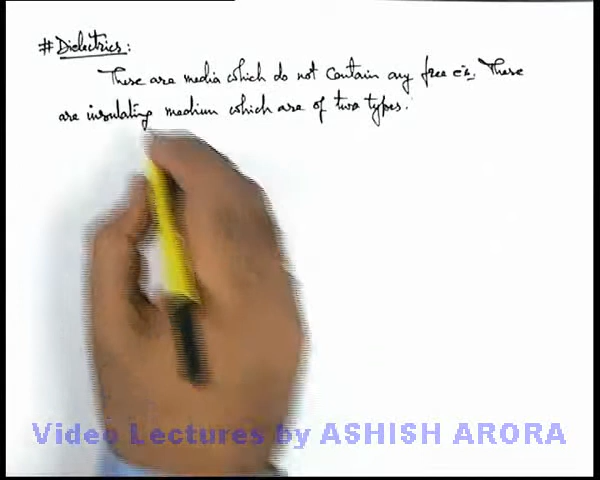 # Dielectrics:
These are media which do not contain any free e⁻s. These
are insulating medium which are of two types.
Video Lectures by ASHISH ARORA